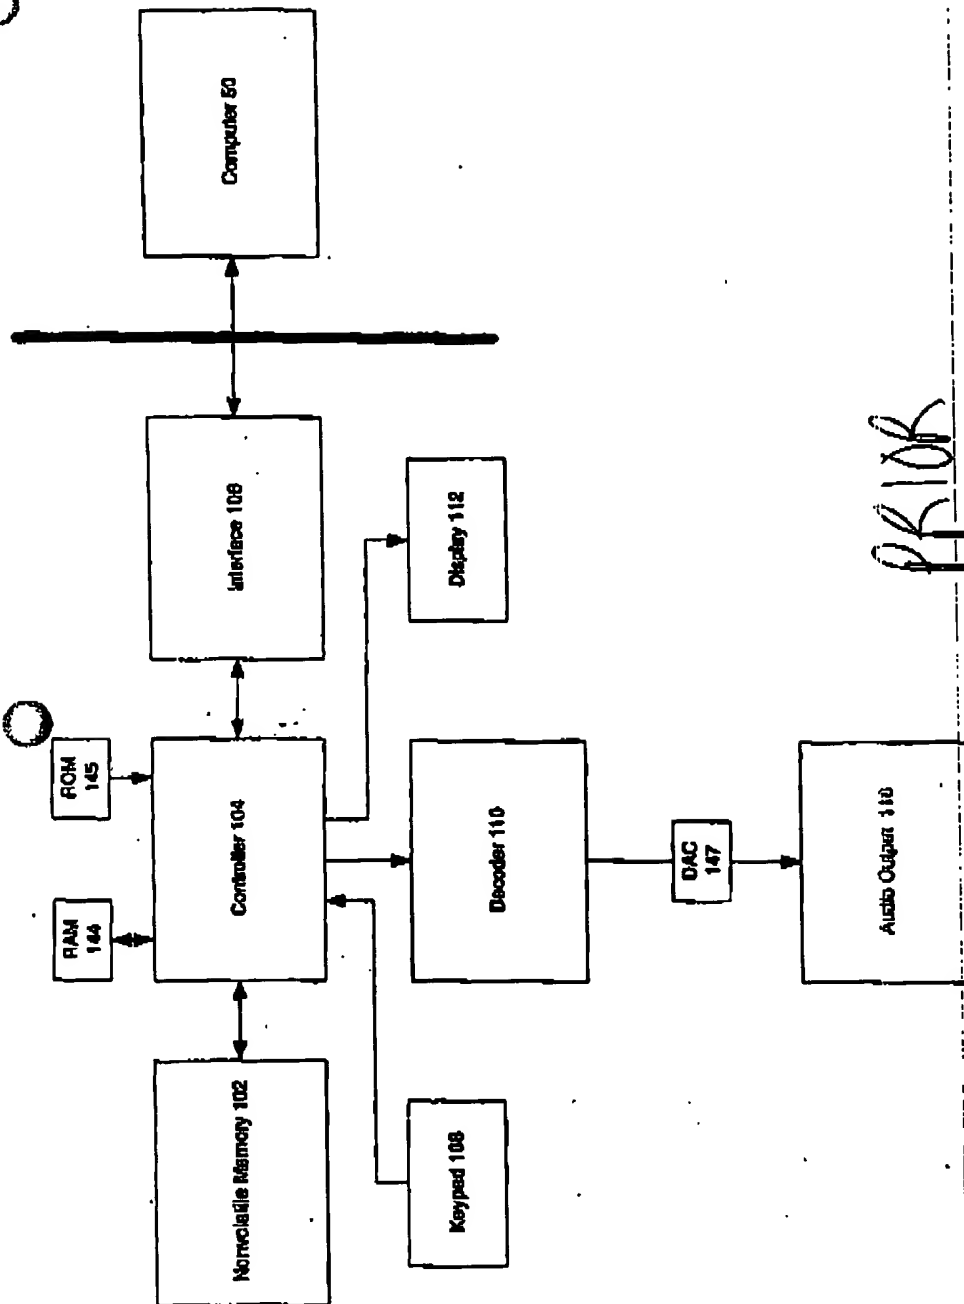 RAM
144
ROM
145
Nonvolatile Memory 102
Controller 104
Interface 106
Computer 50
Keypad 108
Decoder 110
Display 112
DAC
147
Audio Output 116